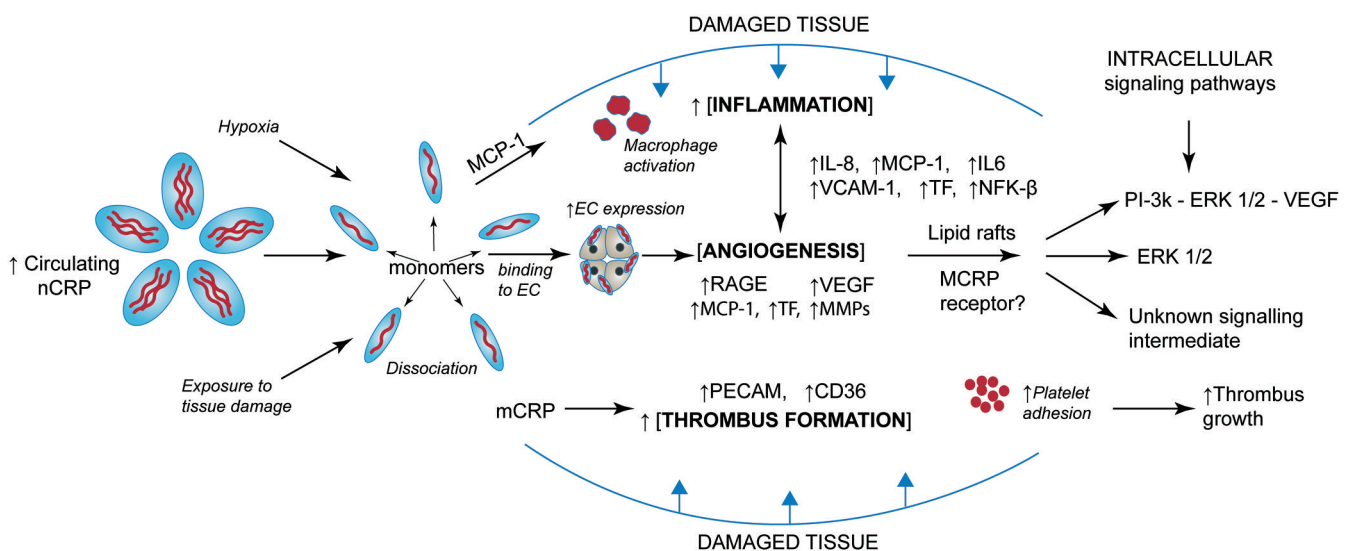 DAMAGED TISSUE
INTRACELLULAR
signaling pathways
Hypoxia
MCP-1
↑ [INFLAMMATION]
Macrophage
activation
↑IL-8, ↑MCP-1, ↑IL6
↑VCAM-1, ↑TF, ↑NFK-β
↑ Circulating
nCRP
monomers
binding
to EC
↑EC expression
[ANGIOGENESIS]
↑RAGE ↑VEGF
↑MCP-1, ↑TF, ↑MMPs
Lipid rafts
MCRP
receptor?
PI-3k - ERK 1/2 - VEGF
ERK 1/2
Unknown signalling
intermediate
Exposure to
tissue damage
Dissociation
mCRP
↑PECAM, ↑CD36
↑ [THROMBUS FORMATION]
↑Platelet
adhesion
↑Thrombus
growth
DAMAGED TISSUE